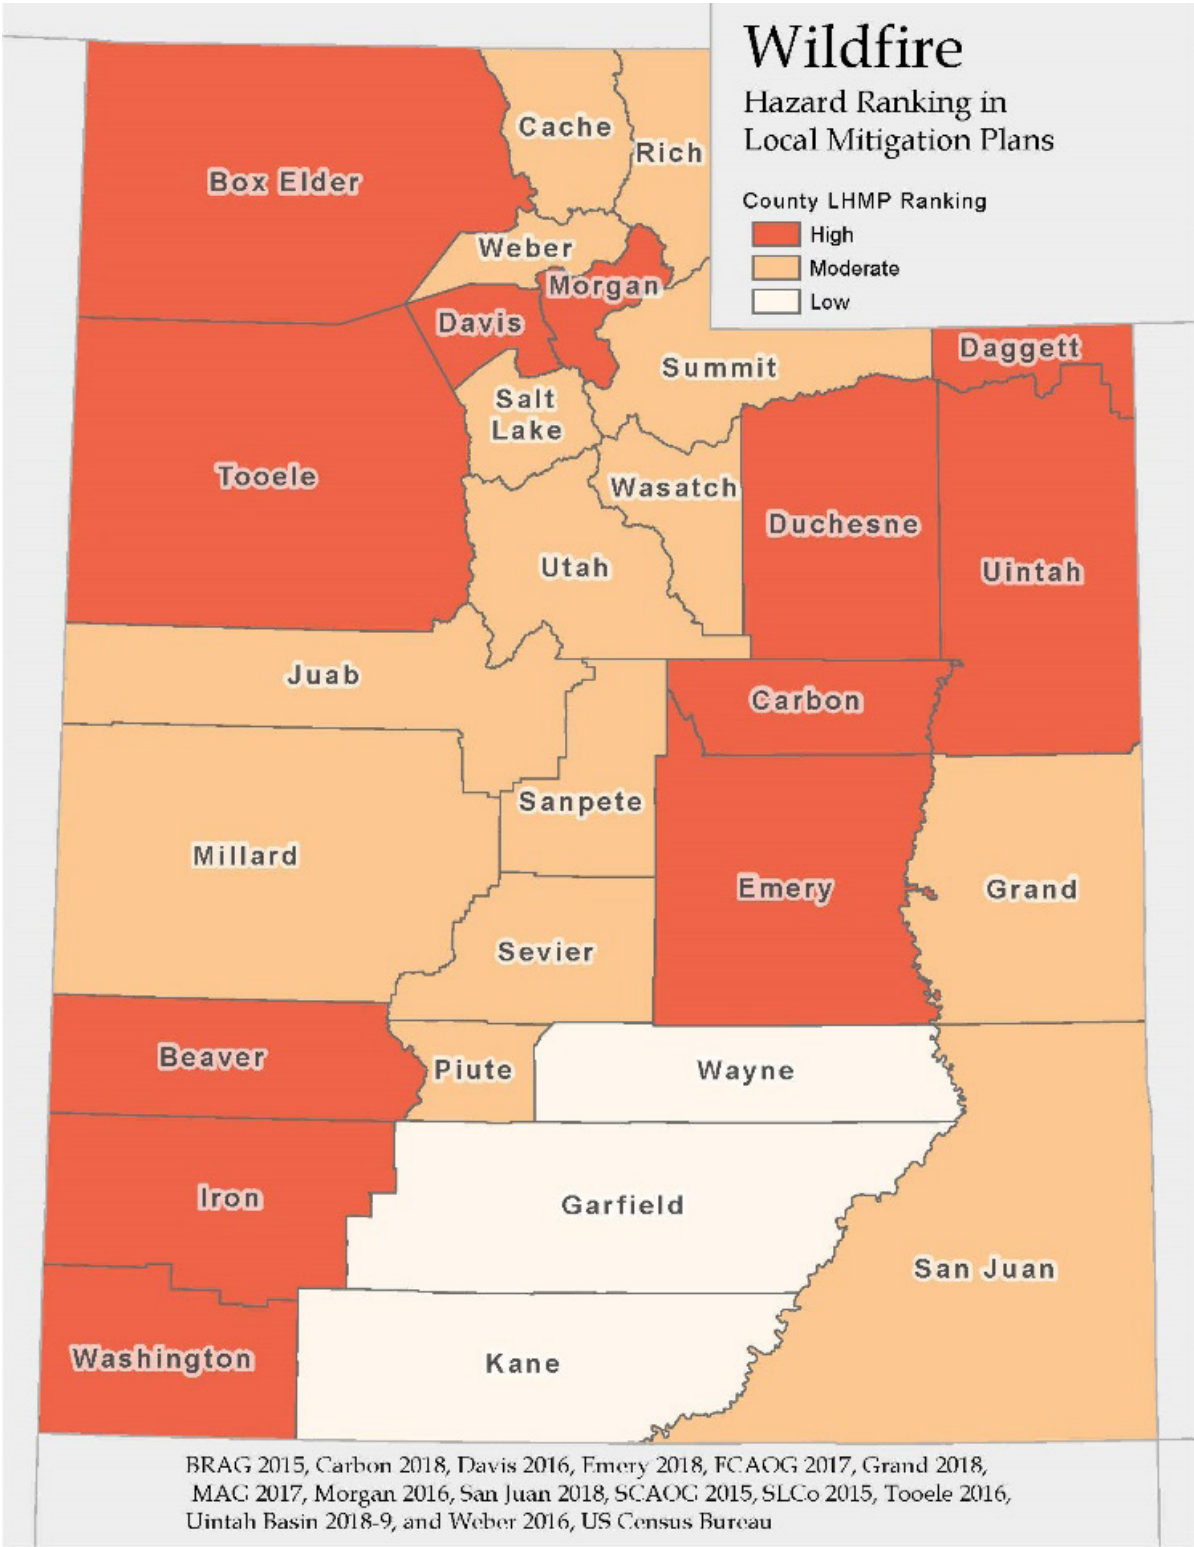 Wildfire
Hazard Ranking in
Local Mitigation Plans
County LHMP Ranking
High
Moderate
Low
Cache
Rich
Box Elder
Weber
Morgan
Davis
Daggett
Summit
Salt
Lake
Tooele
Wasatch
Duchesne
Utah
Uintah
Juab
Carbon
Sanpete
Millard
Emery
Grand
Sevier
Beaver
Piute
Wayne
Iron
Garfield
San Juan
Washington
Kane
BRAG 2015, Carbon 2018, Davis 2016, Emery 2018, FCAOG 2017, Grand 2018,
MAG 2017, Morgan 2016, San Juan 2018, SCAOG 2015, SLCo 2015, Tooele 2016,
Uintah Basin 2018-9, and Weber 2016, US Census Bureau